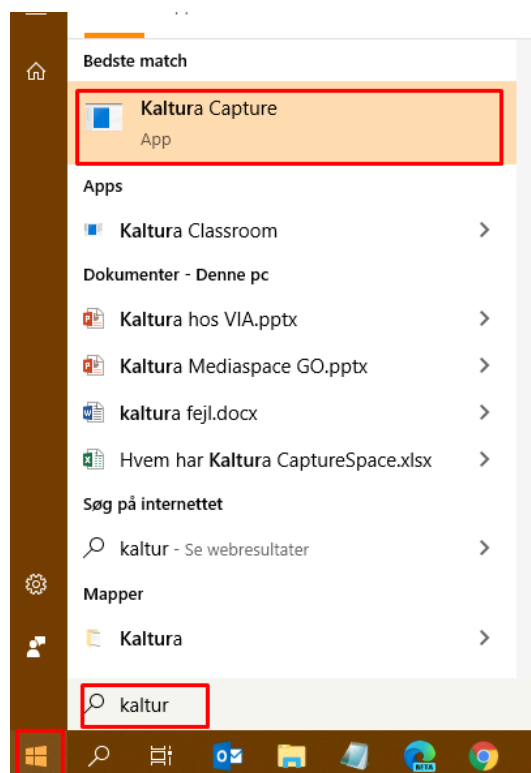 Bedste match
Kaltura Capture
App
Apps
Kaltura Classroom
Dokumenter - Denne pc
Kaltura hos VIA.pptx
Kaltura Mediaspace GO.pptx
kaltura fejl.docx
Hvem har Kaltura CaptureSpace.xlsx
Søg på internettet
kaltur - Se webresultater
Mapper
Kaltura
kaltur
BETA